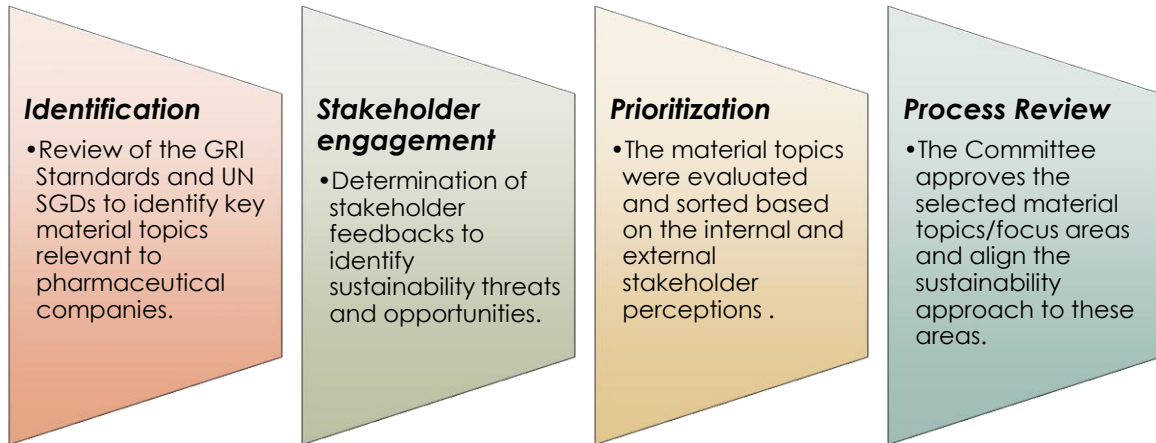 Identification
•Review of the GRI
Starndards and UN
SGDs to identify key
material topics
relevant to
pharmaceutical
companies.
Stakeholder
engagement
•Determination of
stakeholder
feedbacks to
identify
sustainability threats
and opportunities.
Prioritization
•The material topics
were evaluated
and sorted based
on the internal and
external
stakeholder
perceptions .
Process Review
•The Committee
approves the
selected material
topics/focus areas
and align the
sustainability
approach to these
areas.